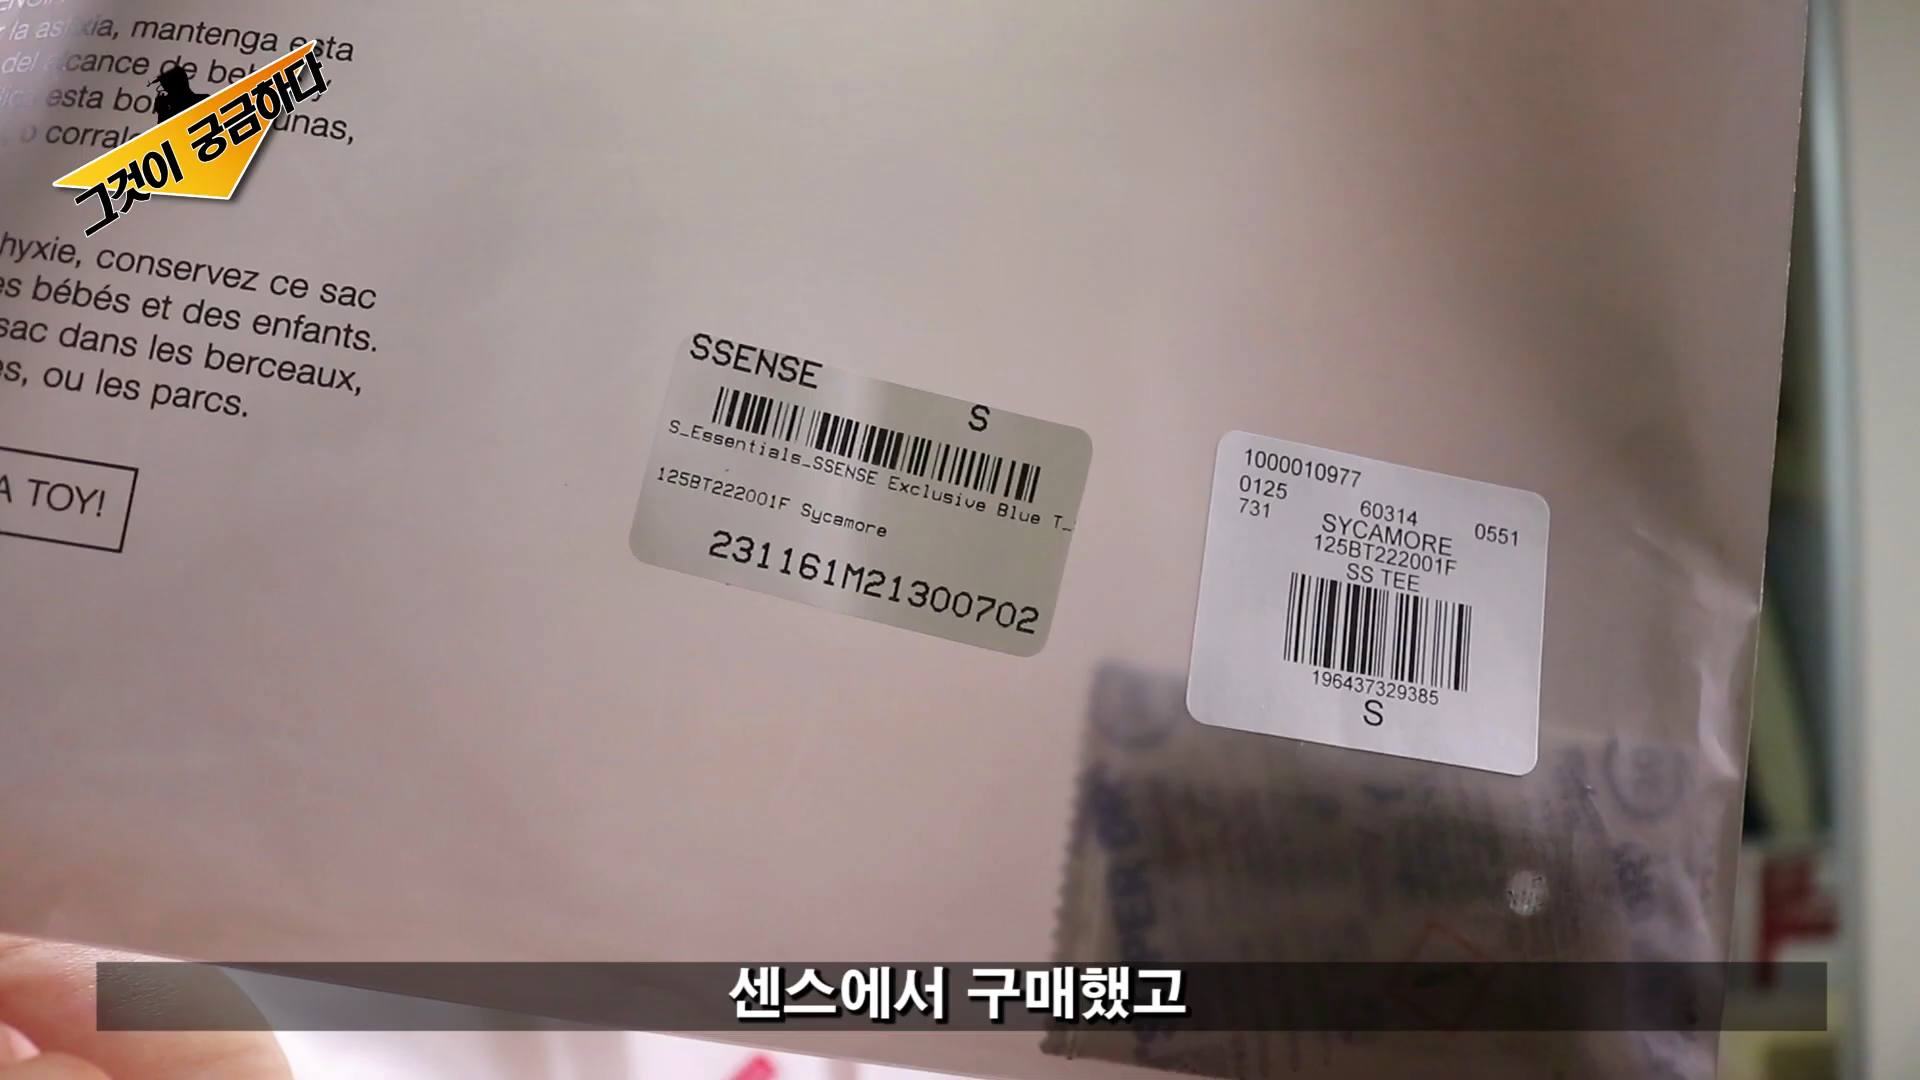 la asfixia, mantenga esta
del alcance de
esta
o
unas,
그것이 궁금하다
hyxie, conservez ce sac
es bébés et des enfants.
sac dans les berceaux,
es, ou les parcs.
A TOY!
SSENSE
S
S_Essentials_SSENSE Exclusive Blue T_
125BT222001F Sycamore
231161M21300702
1000010977
0125 60314 0551
731 SYCAMORE
125BT222001F
SS TEE
196437329385
S
센스에서 구매했고